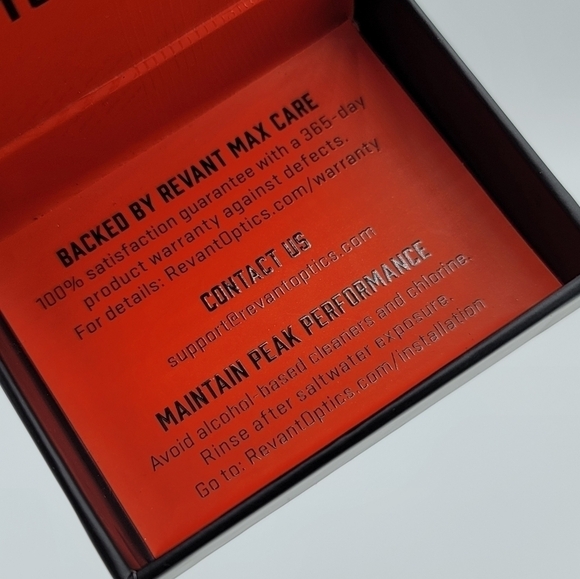 BACKED BY REVANT MAX CARE
100% satisfaction guarantee with a 365-day
product warranty against defects.
For details: RevantOptics.com/warranty
CONTACT US
support@revantoptics.com
MAINTAIN PEAK PERFORMANCE
Avoid alcohol-based cleaners and chlorine.
Rinse after saltwater exposure.
Go to: RevantOptics.com/installation